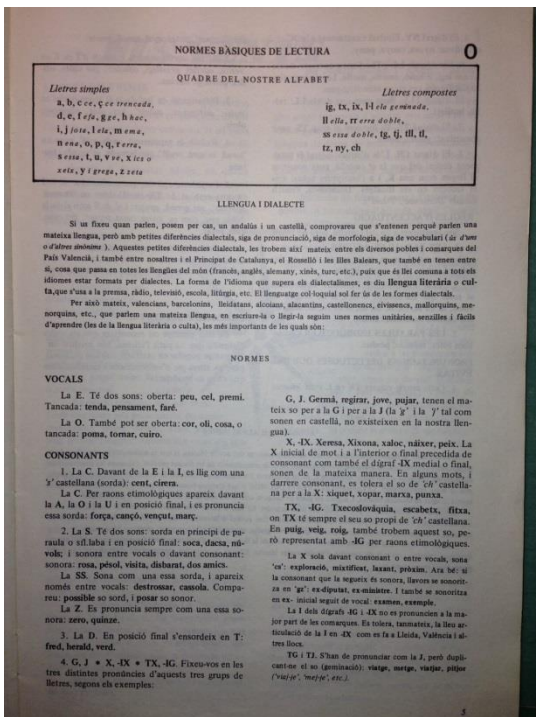 NORMES BÀSIQUES DE LECTURA
O
QUADRE DEL NOSTRE ALFABET
Lletres simples
a, b, c ce, ç ce trencada,
d, e, f efa, g ge, h hac,
i, j jota, l ela, m ema,
n ena, o, p, q, r erra,
s essa, t, u, v ve, x ics o
xeix, y i grega, z zeta
Lletres compostes
ig, tx, ix, l·l ela geminada,
ll ella, rr erra doble,
ss essa doble, tg, tj, tll, tl,
tz, ny, ch
LLENGUA I DIALECTE
Si us fixeu quan parlen, posem per cas, un andalús i un castellà, comprovareu que s'entenen perquè parlen una
mateixa llengua, però amb petites diferències dialectals, siga de pronunciació, siga de morfologia, siga de vocabulari (ús d'uns
o d'altres sinònims ). Aquestes petites diferències dialectals, les trobem així mateix entre els diversos pobles i comarques del
País Valencià, i també entre nosaltres i el Principat de Catalunya, el Rosselló i les Illes Balears, que també en tenen entre
si, cosa que passa en totes les llengües del món (francés, anglés, alemany, xinés, turc, etc.), puix que és llei comuna a tots els
idiomes estar formats per dialectes. La forma de l'idioma que supera els dialectalismes, es diu llengua literària o cul-
ta, que s'usa a la premsa, ràdio, televisió, escola, litúrgia, etc. El llenguatge col·loquial sol fer ús de les formes dialectals.
Per això mateix, valencians, barcelonins, lleidatans, alcoians, alacantins, castellonencs, eivissencs, mallorquins, me-
norquins, etc., que parlem una mateixa llengua, en escriure-la o llegir-la seguim unes normes unitàries, senzilles i fàcils
d'aprendre (les de la llengua literària o culta), les més importants de les quals són:
NORMES
VOCALS
La E. Té dos sons: oberta: peu, cel, premi.
Tancada: tenda, pensament, faré.
La O. També pot ser oberta: cor, oli, cosa, o
tancada: poma, tornar, cuiro.
CONSONANTS
1. La C. Davant de la E i la I, es llig com una
's' castellana (sorda): cent, cirera.
La C. Per raons etimològiques apareix davant
la A, la O i la U i en posició final, i es pronuncia
essa sorda: força, cançó, vençut, març.
2. La S. Té dos sons: sorda en principi de pa-
raula o síl.laba i en posició final: soca, dacsa, nú-
vols; i sonora entre vocals o davant consonant:
sonora: rosa, pésol, visita, disbarat, dos amics.
La SS. Sona com una essa sorda, i apareix
només entre vocals: destrossar, cassola. Compa-
reu: possible so sord, i posar so sonor.
La Z. Es pronuncia sempre com una essa so-
nora: zero, quinze.
3. La D. En posició final s'ensordeix en T:
fred, herald, verd.
4. G, J * X, -IX * TX, -IG. Fixeu-vos en les
tres distintes pronúncies d'aquests tres grups de
lletres, segons els exemples:
G, J. Germà, regirar, jove, pujar, tenen el ma-
teix so per a la G i per a la J (la 'g' i la 'j' tal com
sonen en castellà, no existeixen en la nostra llen-
gua).
X, -IX. Xeresa, Xixona, xaloc, náixer, peix. La
X inicial de mot i a l'interior o final precedida de
consonant com també el dígraf -IX medial o final,
sonen de la mateixa manera. En alguns mots, i
darrere consonant, es tolera el so de 'ch' castella-
na per a la X: xiquet, xopar, marxa, punxa.
TX, -IG. Txecoslovàquia, escabetx, fitxa,
on TX té sempre el seu so propi de 'ch' castellana.
En puig, veig, roig, també trobem aquest so, pe-
rò representat amb -IG per raons etimològiques.
La X sola davant consonant o entre vocals, sona
'cs': exploració, mixtificar, laxant, pròxim. Ara bé: si
la consonant que la segueix és sonora, llavors se sonorit-
za en 'gz': ex-diputat, ex-ministre. I també se sonoritza
en ex- inicial seguit de vocal: examen, exemple.
La I dels dígrafs -IG i -IX no es pronuncien a la ma-
jor part de les comarques. Es tolera, tanmateix, la lleu ar-
ticulació de la I en -IX com es fa a Lleida, València i al-
tres llocs.
TG i TJ. S'han de pronunciar com la J, però dupli-
cant-ne el so (geminació): viatge, metge, viatjar, pitjor
('viaj-je', 'mej-je', etc.).
5